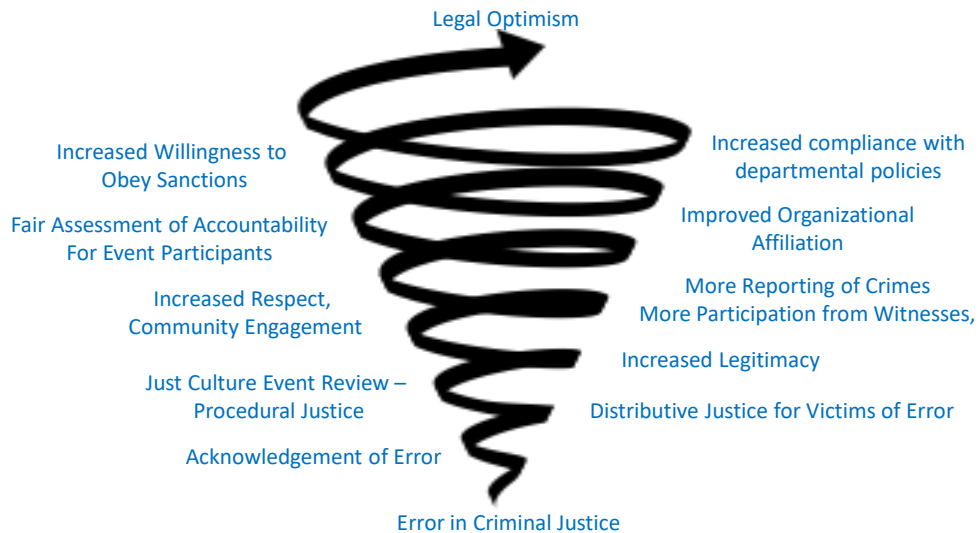 Legal Optimism
Increased Willingness to
Obey Sanctions
Increased compliance with
departmental policies
Fair Assessment of Accountability
For Event Participants
Improved Organizational
Affiliation
Increased Respect,
Community Engagement
More Reporting of Crimes
More Participation from Witnesses,
Increased Legitimacy
Just Culture Event Review –
Procedural Justice
Distributive Justice for Victims of Error
Acknowledgement of Error
Error in Criminal Justice